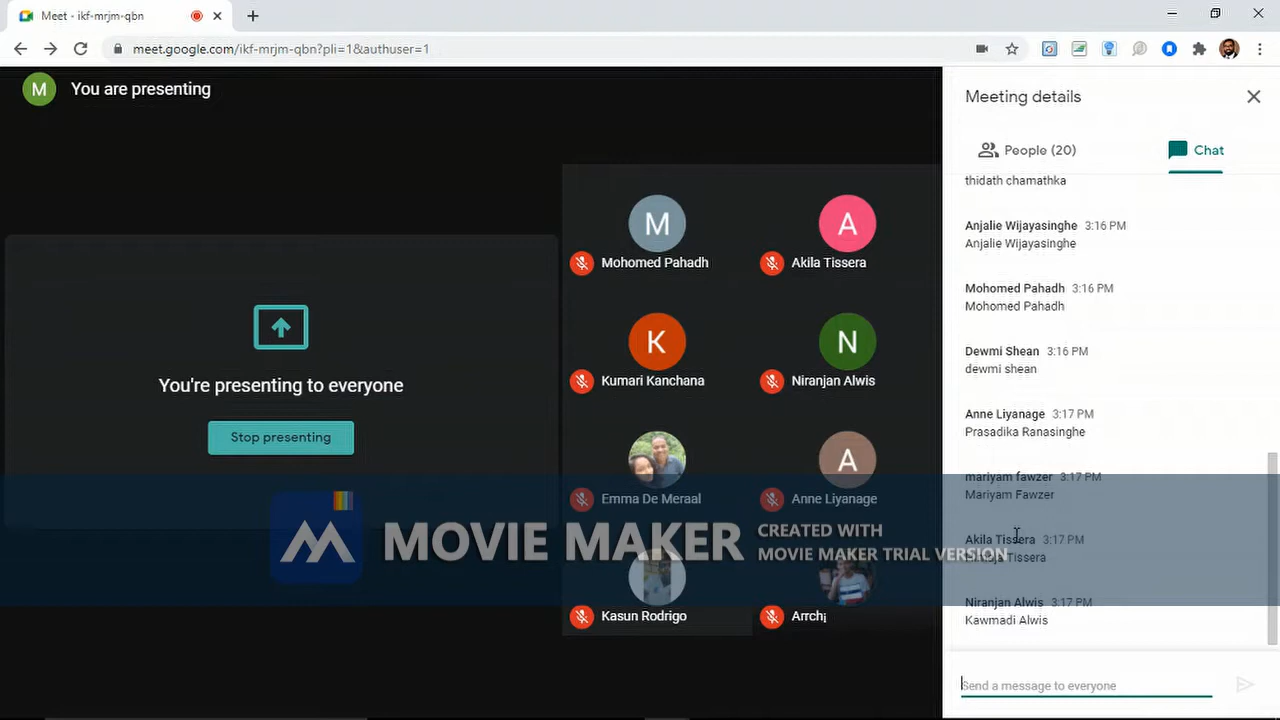 Meet - ikf-mrjm-qbn
meet.google.com/ikf-mrjm-qbn?pli=1&authuser=1
M
You are presenting
You're presenting to everyone
Stop presenting
M
Mohomed Pahadh
A
Akila Tissera
K
Kumari Kanchana
N
Niranjan Alwis
Emma De Meraal
A
Anne Liyanage
Kasun Rodrigo
Arrchi
Meeting details
People (20)
Chat
thidath chamathka
Anjalie Wijayasinghe 3:16 PM
Anjalie Wijayasinghe
Mohomed Pahadh 3:16 PM
Mohomed Pahadh
Dewmi Shean 3:16 PM
dewmi shean
Anne Liyanage 3:17 PM
Prasadika Ranasinghe
mariyam fawzer 3:17 PM
Mariyam Fawzer
Akila Tissera 3:17 PM
Tissera
Niranjan Alwis 3:17 PM
Kawmadi Alwis
Send a message to everyone
MOVIE MAKER
CREATED WITH
MOVIE MAKER TRIAL VERSION